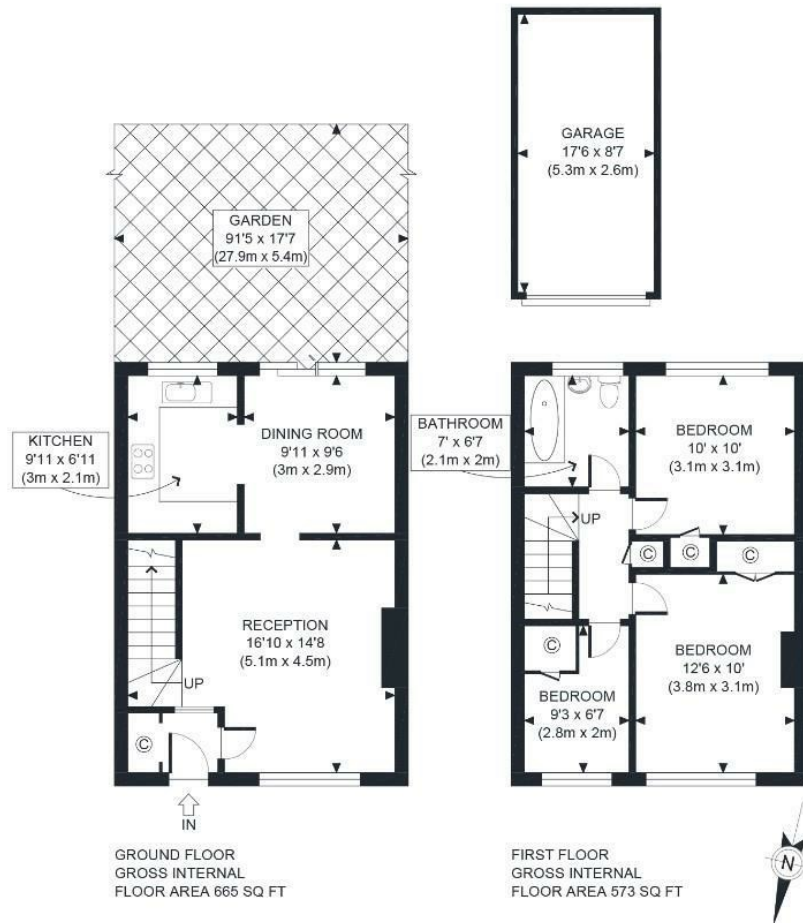 GARAGE
17'6 x 8'7
(5.3m x 2.6m)
GARDEN
91'5 x 17'7
(27.9m x 5.4m)
KITCHEN
9'11 x 6'11
(3m x 2.1m)
DINING ROOM
9'11 x 9'6
(3m x 2.9m)
UP
RECEPTION
16'10 x 14'8
(5.1m x 4.5m)
C
IN
GROUND FLOOR
GROSS INTERNAL
FLOOR AREA 665 SQ FT
BATHROOM
7' x 6'7
(2.1m x 2m)
BEDROOM
10' x 10'
(3.1m x 3.1m)
UP
C
C
C
C
BEDROOM
12'6 x 10'
(3.8m x 3.1m)
BEDROOM
9'3 x 6'7
(2.8m x 2m)
FIRST FLOOR
GROSS INTERNAL
FLOOR AREA 573 SQ FT
N